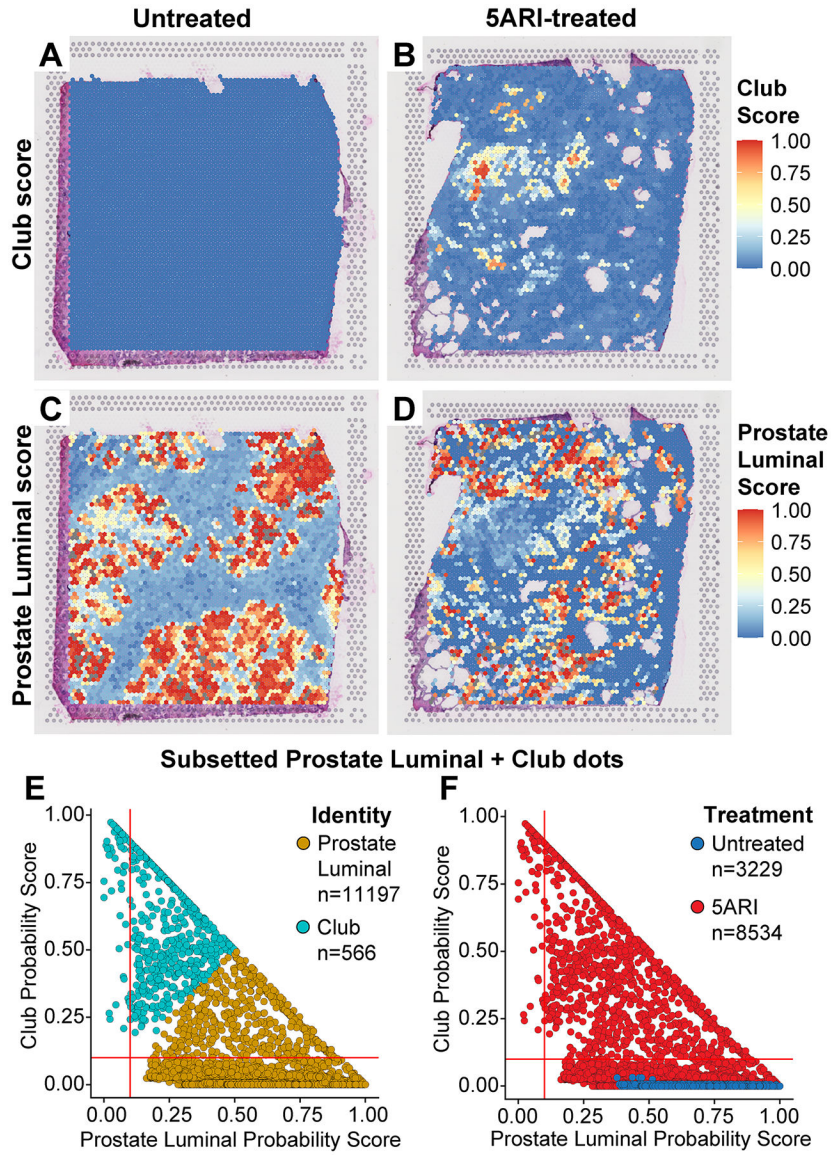 Untreated
5ARI-treated
A
B
Club score
Club
Score
1.00
0.75
0.50
0.25
0.00
C
D
Prostate Luminal score
Prostate
Luminal
Score
1.00
0.75
0.50
0.25
0.00
Subsetted Prostate Luminal + Club dots
E
Club Probability Score
1.00
0.75
0.50
0.25
0.00
0.00 0.25 0.50 0.75 1.00
Prostate Luminal Probability Score
Identity
Prostate
Luminal
n=11197
Club
n=566
F
Club Probability Score
1.00
0.75
0.50
0.25
0.00
0.00 0.25 0.50 0.75 1.00
Prostate Luminal Probability Score
Treatment
Untreated
n=3229
5ARI
n=8534